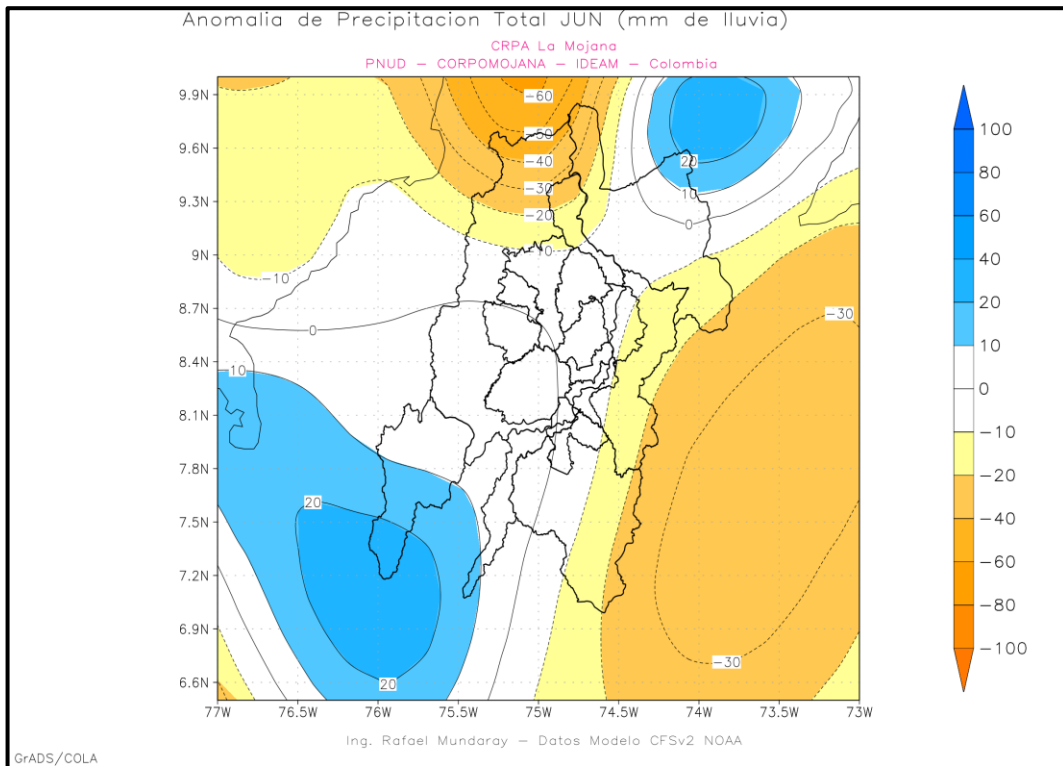 Anomalia de Precipitacion Total JUN (mm de lluvia)
CRPA La Mojana
PNUD – CORPOMOJANA – IDEAM – Colombia
9.9N
9.6N
9.3N
9N
8.7N
8.4N
8.1N
7.8N
7.5N
7.2N
6.9N
6.6N
-60
-50
-40
-30
-20
10
20
10
0
-10
0
-30
10
20
20
-30
100
80
60
40
20
10
0
-10
-20
-40
-60
-80
-100
77W 76.5W 76W 75.5W 75W 74.5W 74W 73.5W 73W
Ing. Rafael Mundaray – Datos Modelo CFSv2 NOAA
GrADS/COLA